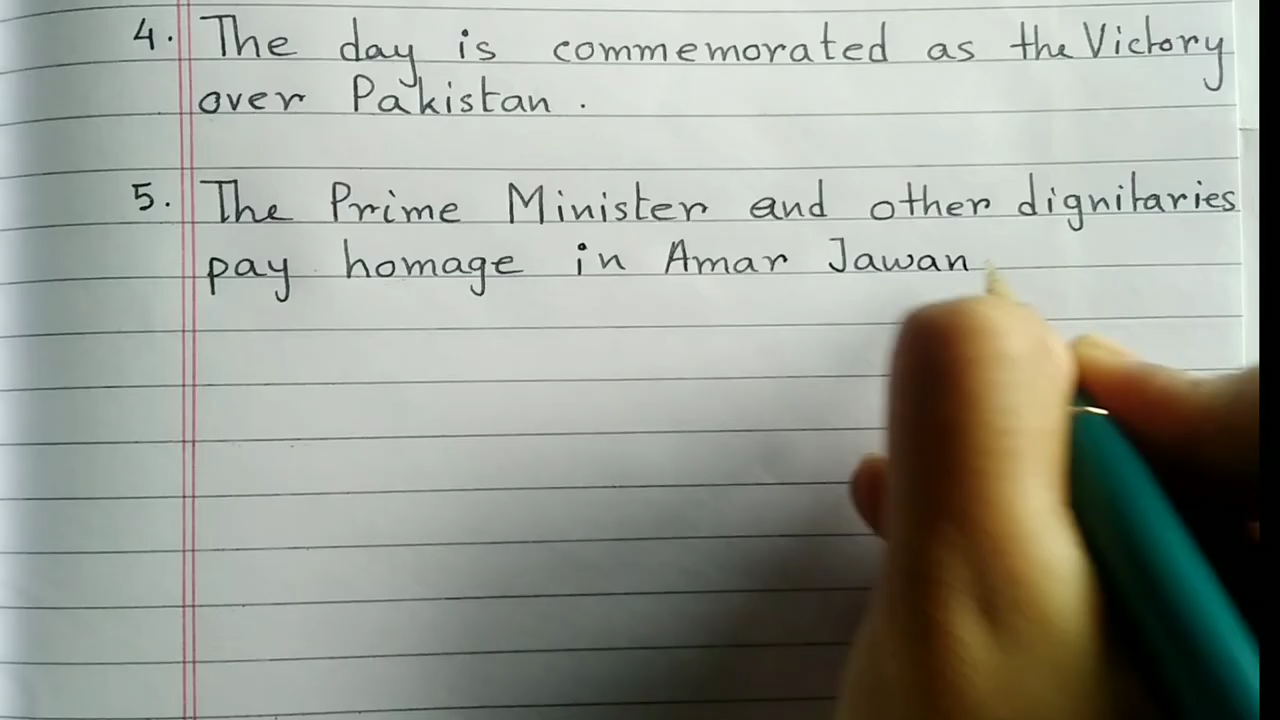 4. The day is commemorated as the Victory
over Pakistan .
5. The Prime Minister and other dignitaries
pay homage in Amar Jawan